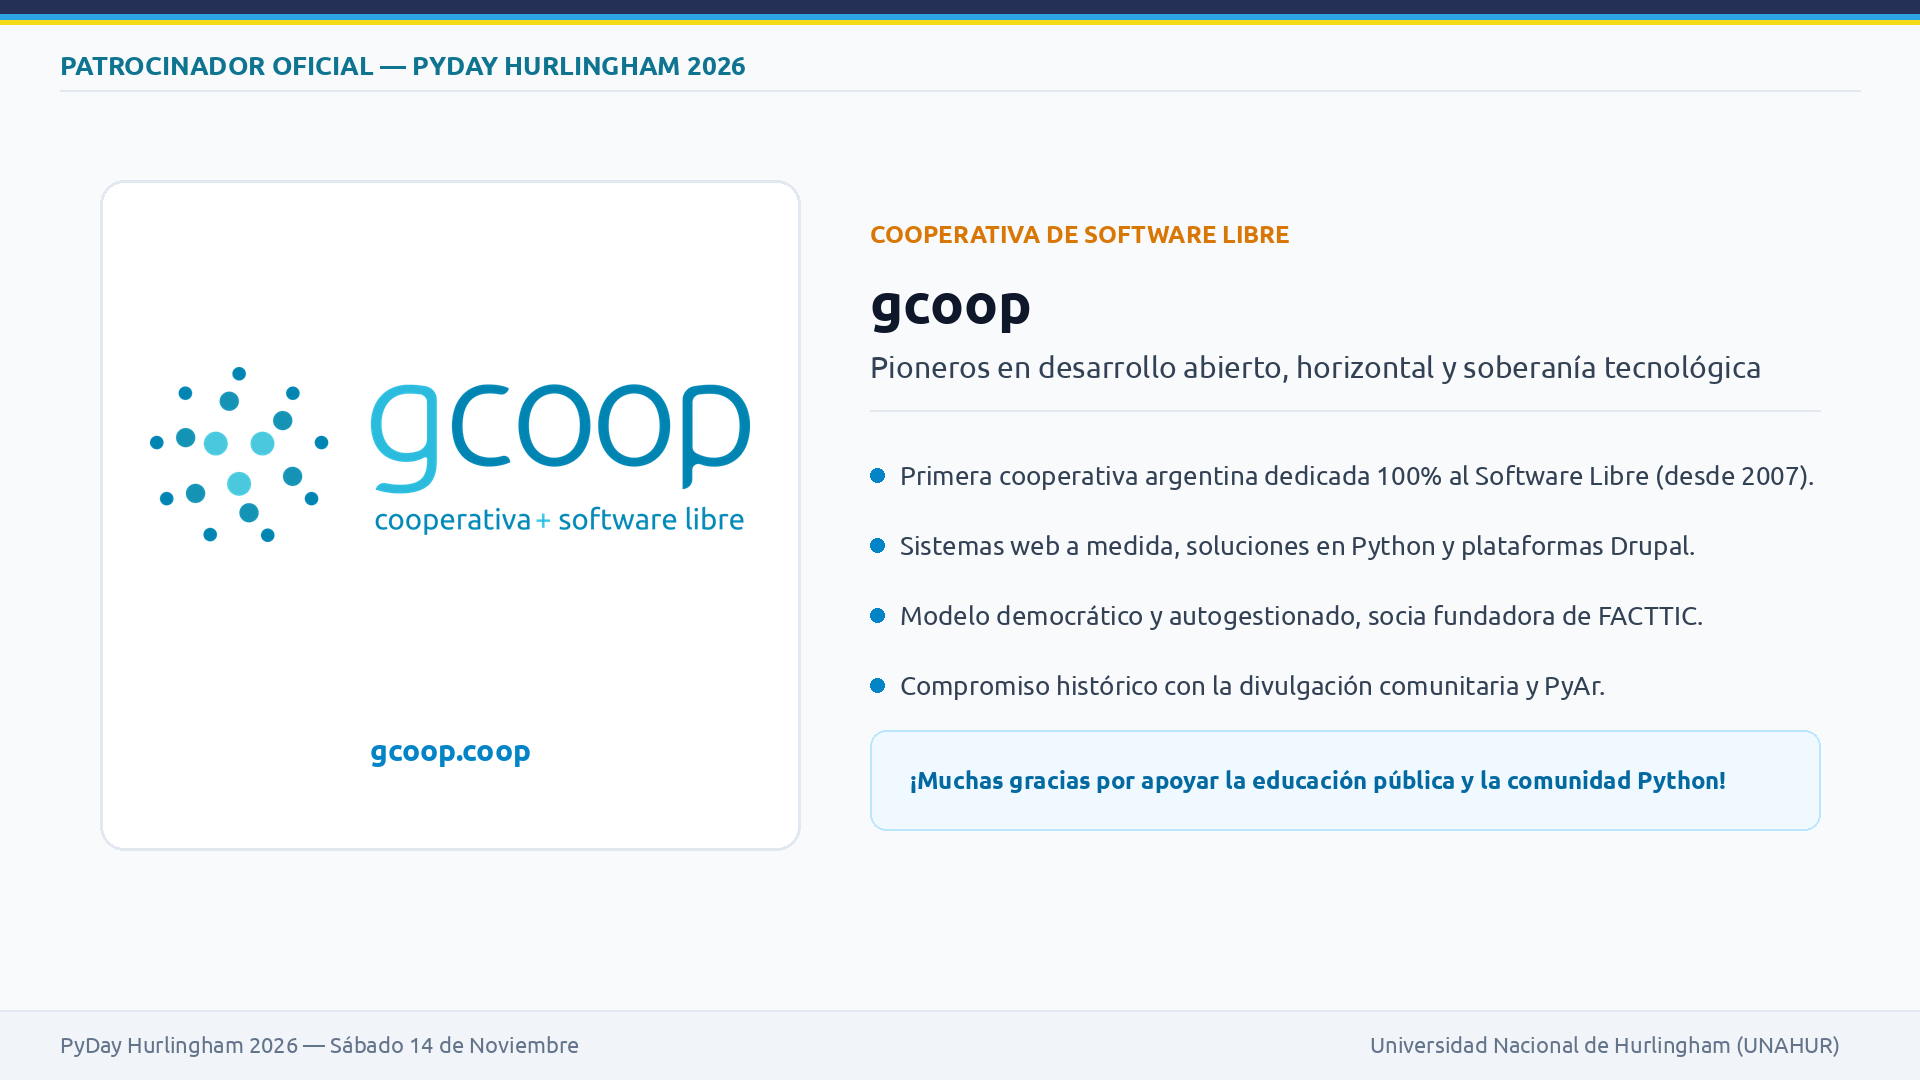 PATROCINADOR OFICIAL — PYDAY HURLINGHAM 2026
gcoop
cooperativa + software libre
gcoop.coop
COOPERATIVA DE SOFTWARE LIBRE
gcoop
Pioneros en desarrollo abierto, horizontal y soberanía tecnológica
Primera cooperativa argentina dedicada 100% al Software Libre (desde 2007).
Sistemas web a medida, soluciones en Python y plataformas Drupal.
Modelo democrático y autogestionado, socia fundadora de FACTTIC.
Compromiso histórico con la divulgación comunitaria y PyAr.
¡Muchas gracias por apoyar la educación pública y la comunidad Python!
PyDay Hurlingham 2026 — Sábado 14 de Noviembre
Universidad Nacional de Hurlingham (UNAHUR)